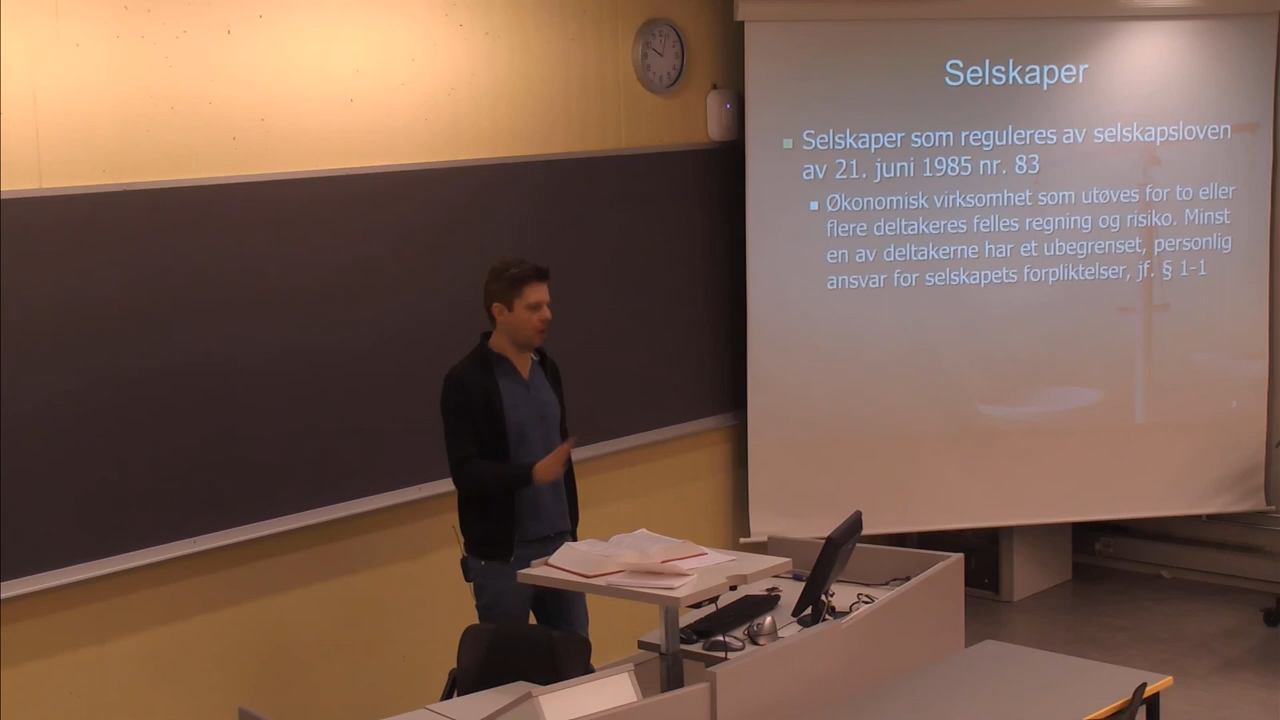 Selskaper
Selskaper som reguleres av selskapsloven
av 21. juni 1985 nr. 83
Økonomisk virksomhet som utøves for to eller
flere deltakeres felles regning og risiko. Minst
en av deltakerne har et ubegrenset, personlig
ansvar for selskapets forpliktelser, jf. § 1-1